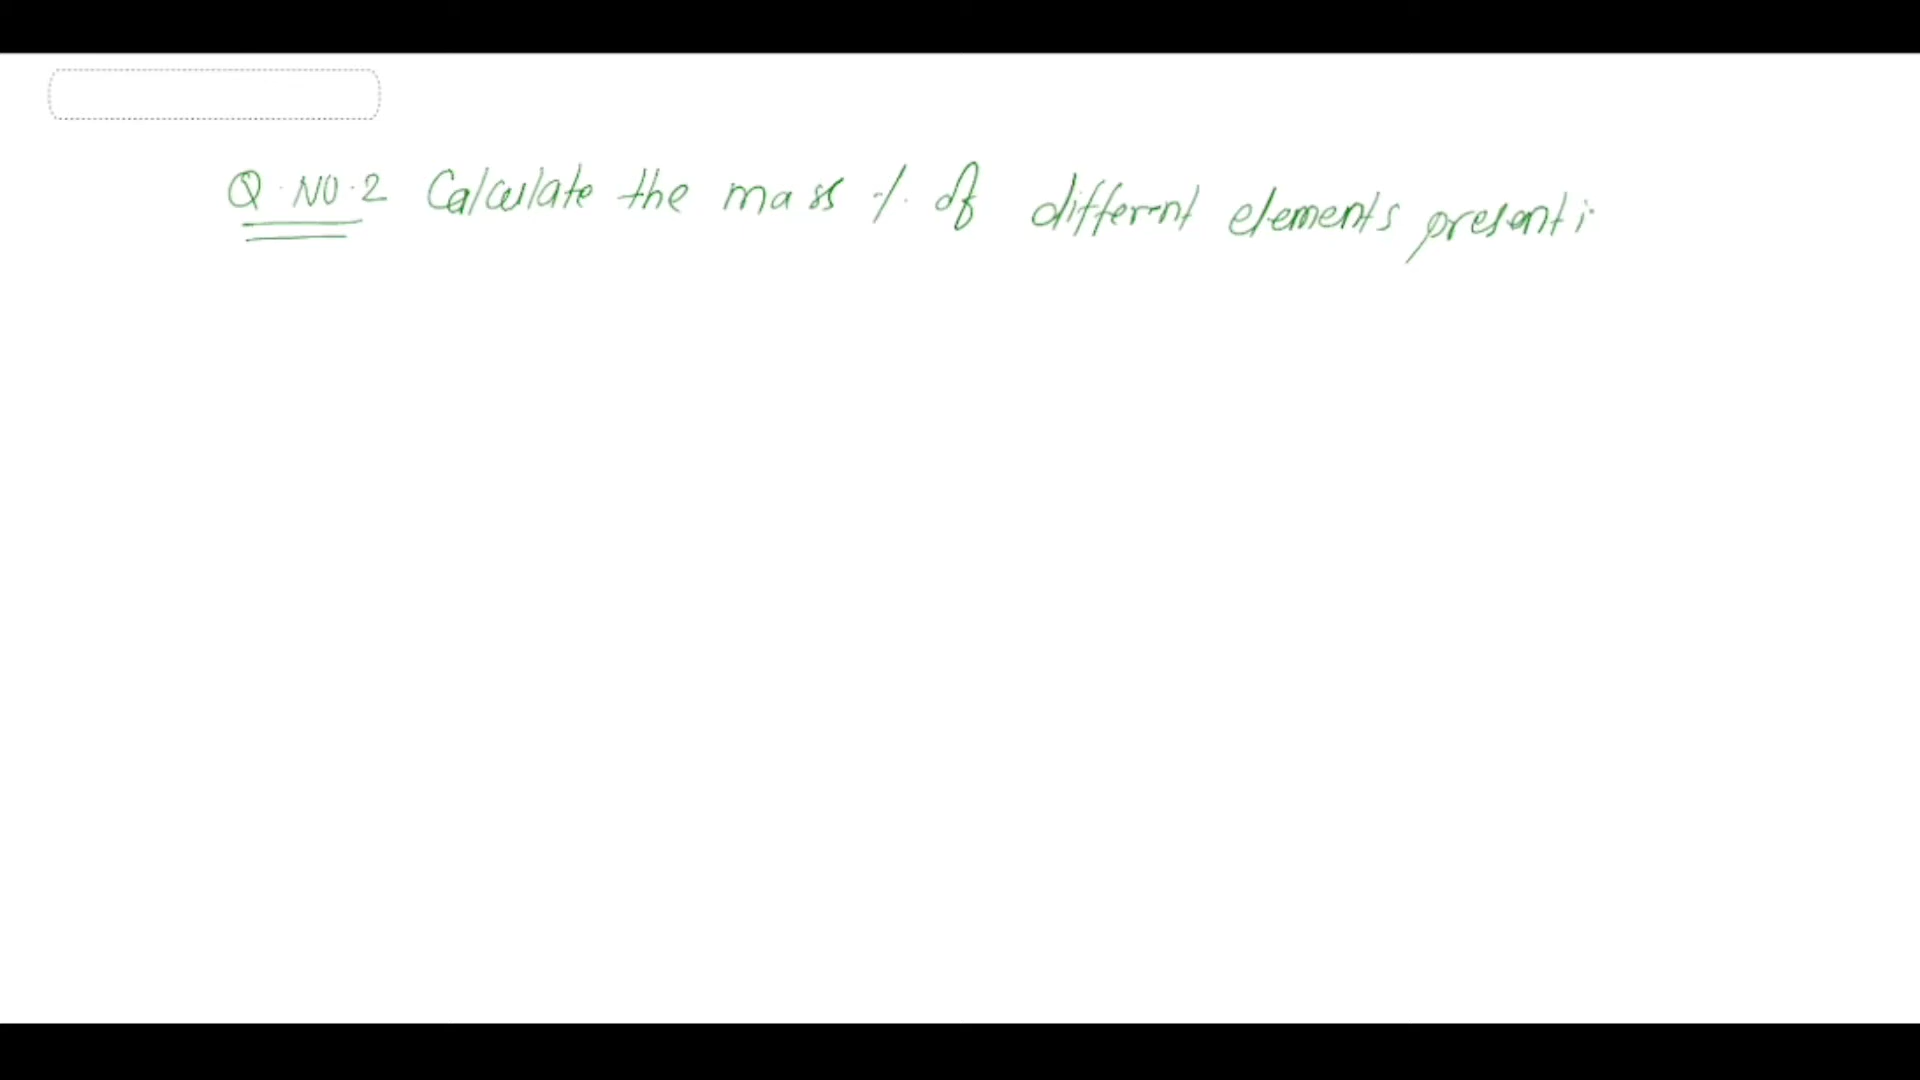 Q.NO.2 Calculate the mass % of different elements present i